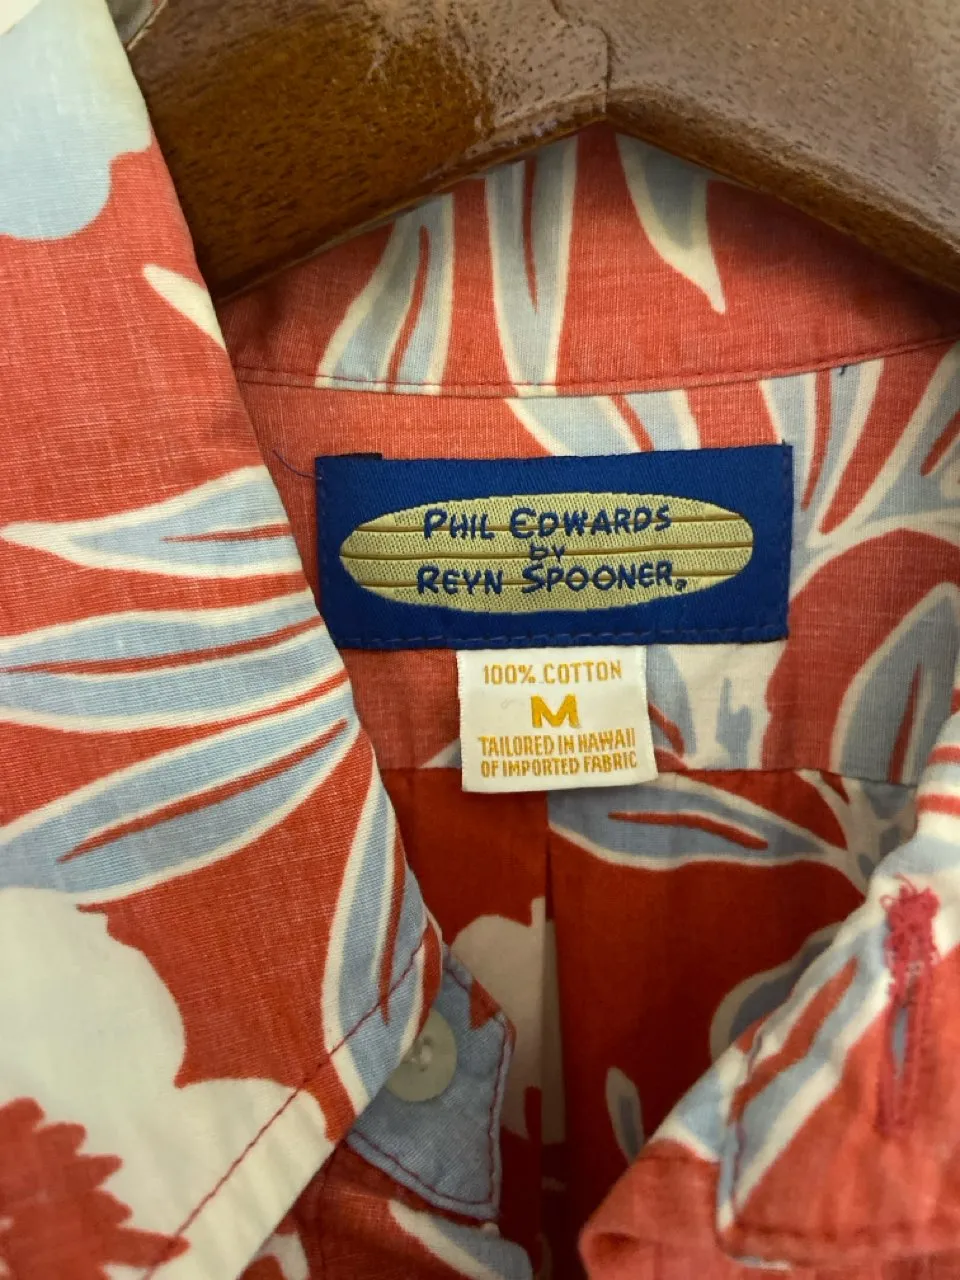 PHIL EDWARDS
by
REYN SPOONER®
100% COTTON
M
TAILORED IN HAWAII
OF IMPORTED FABRIC